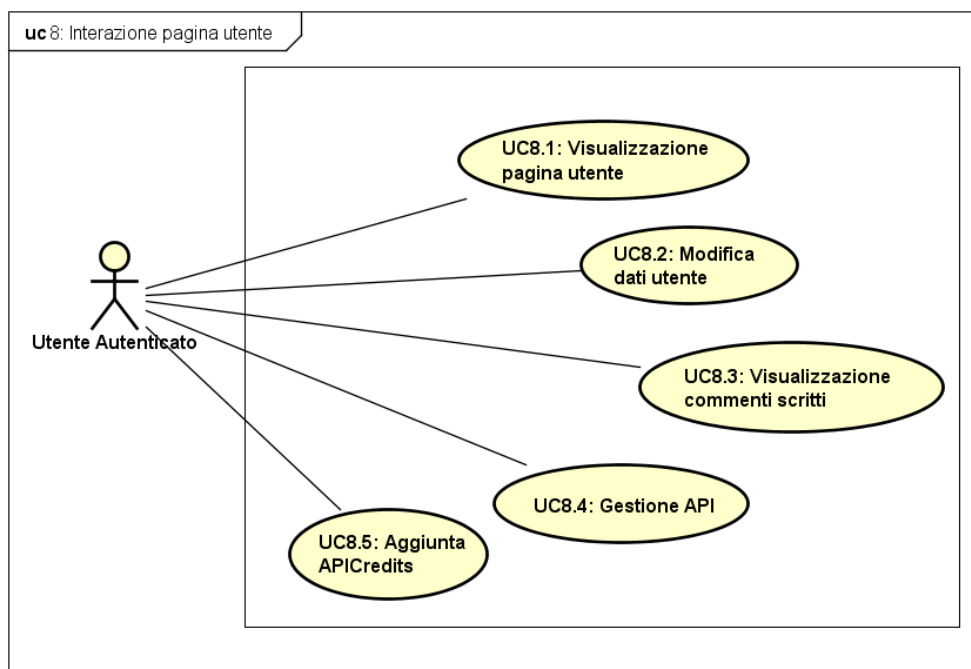 uc 8: Interazione pagina utente
UC8.1: Visualizzazione
pagina utente
UC8.2: Modifica
dati utente
Utente Autenticato
UC8.3: Visualizzazione
commenti scritti
UC8.4: Gestione API
UC8.5: Aggiunta
APICredits